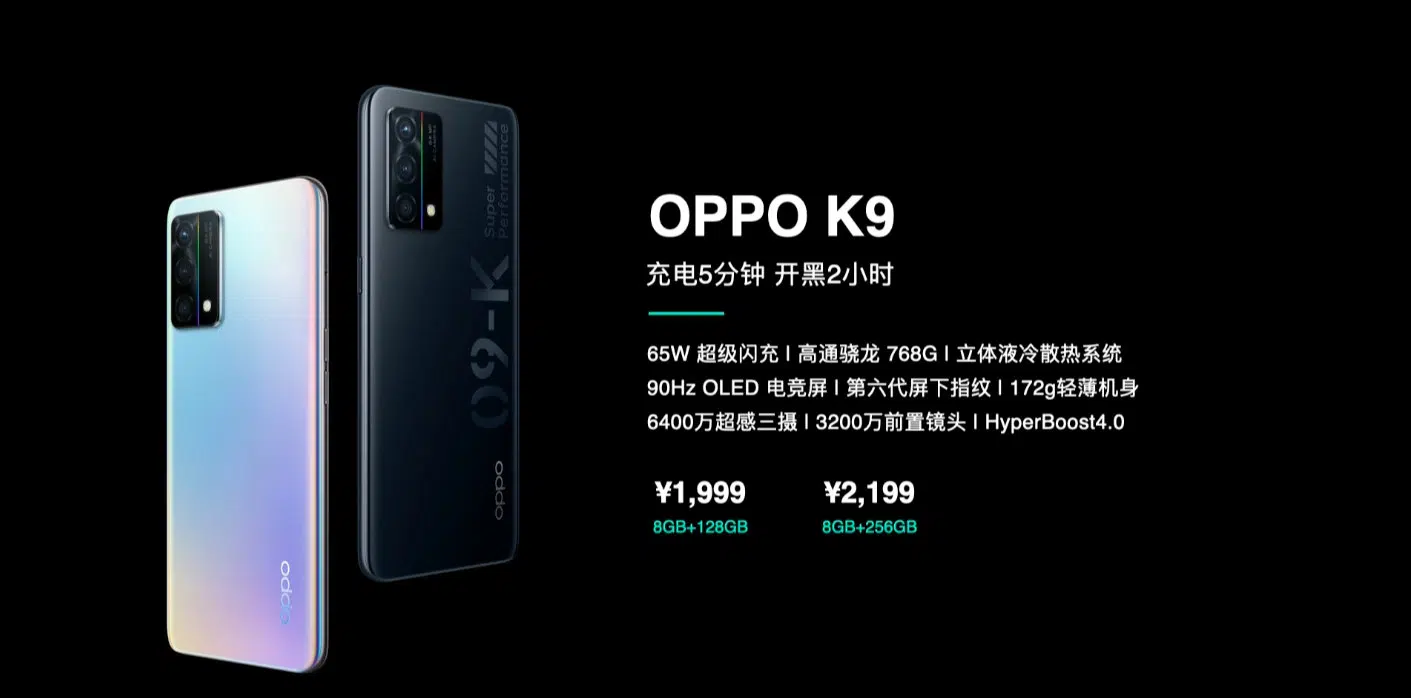 OPPO K9
充电5分钟 开黑2小时
65W 超级闪充 | 高通骁龙 768G | 立体液冷散热系统
90Hz OLED 电竞屏 | 第六代屏下指纹 | 172g轻薄机身
6400万超感三摄 | 3200万前置镜头 | HyperBoost4.0
¥1,999 ¥2,199
8GB+128GB 8GB+256GB
Super
Performance
09-K
oppo
oppo